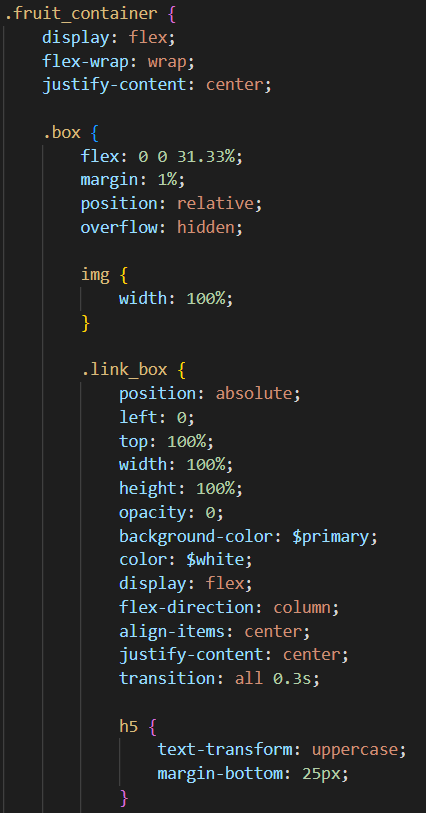 .fruit_container {
    display: flex;
    flex-wrap: wrap;
    justify-content: center;

    .box {
        flex: 0 0 31.33%;
        margin: 1%;
        position: relative;
        overflow: hidden;

        img {
            width: 100%;
        }

        .link_box {
            position: absolute;
            left: 0;
            top: 100%;
            width: 100%;
            height: 100%;
            opacity: 0;
            background-color: $primary;
            color: $white;
            display: flex;
            flex-direction: column;
            align-items: center;
            justify-content: center;
            transition: all 0.3s;

            h5 {
                text-transform: uppercase;
                margin-bottom: 25px;
            }